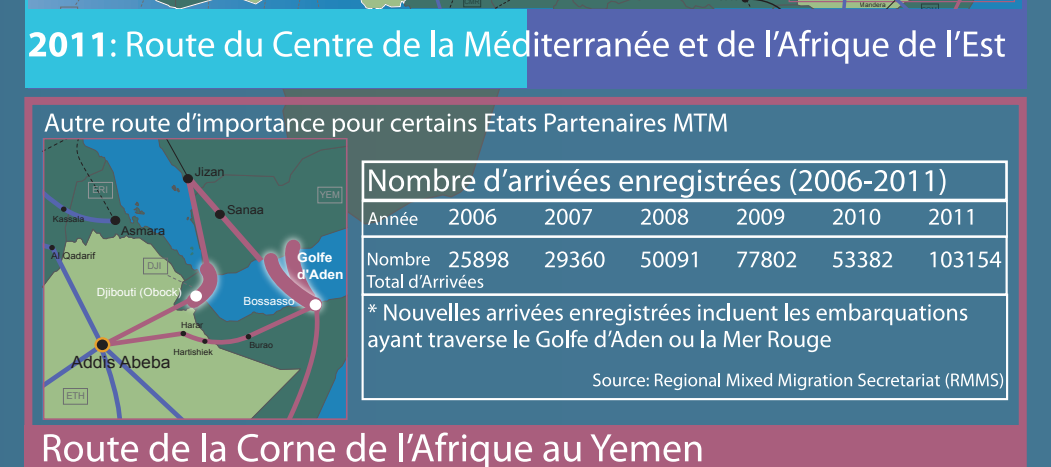 Mandera
2011: Route du Centre de la Méditerranée et de l'Afrique de l'Est
Autre route d'importance pour certains Etats Partenaires MTM
Jizan
ERI
YEM
Kassala
Sanaa
Asmara
Al Qadarif
DJI
Golfe
d'Aden
Djibouti (Obock)
Bossasso
Harar
Hartishiek
Burao
Addis Abeba
ETH
Nombre d'arrivées enregistrées (2006-2011)
Année 2006 2007 2008 2009 2010 2011
Nombre 25898 29360 50091 77802 53382 103154
Total d'Arrivées
* Nouvelles arrivées enregistrées incluent les embarquations
ayant traverse le Golfe d'Aden ou la Mer Rouge
Source: Regional Mixed Migration Secretariat (RMMS)
Route de la Corne de l'Afrique au Yemen